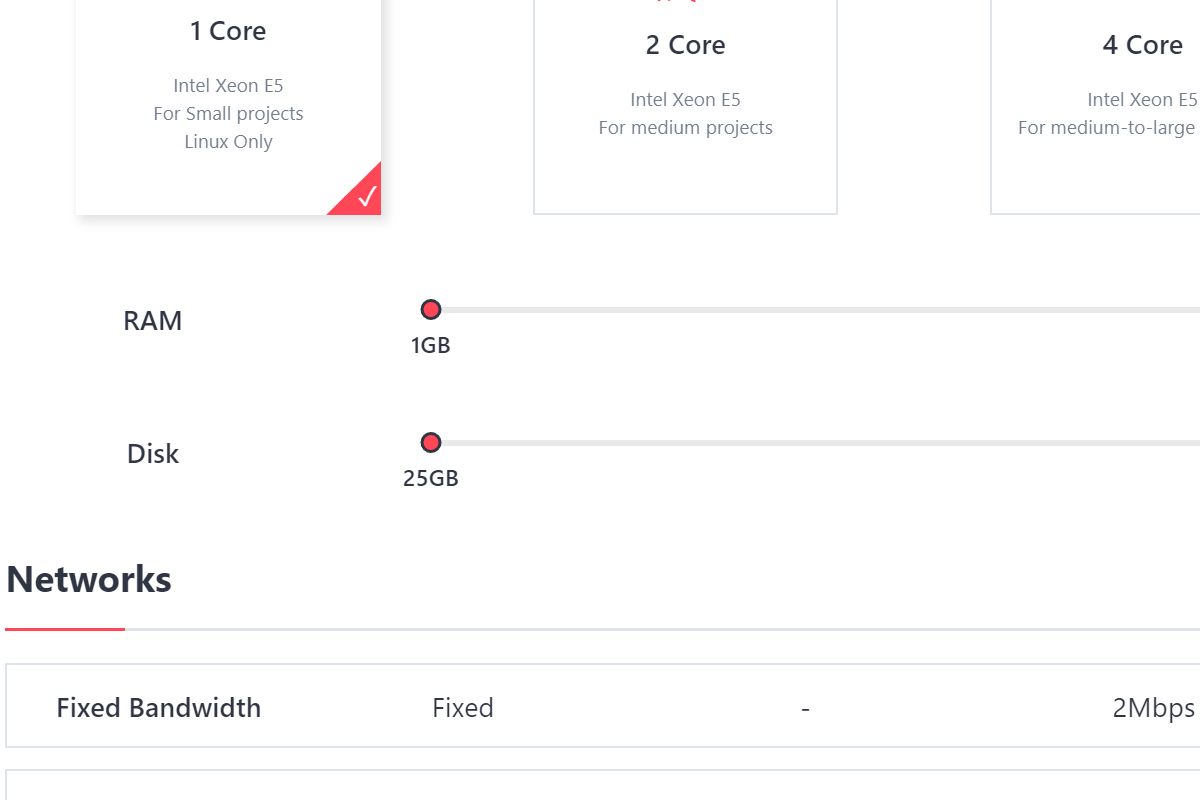 1 Core
Intel Xeon E5
For Small projects
Linux Only
2 Core
Intel Xeon E5
For medium projects
4 Core
Intel Xeon E5
For medium-to-large
RAM
1GB
Disk
25GB
Networks
Fixed Bandwidth Fixed - 2Mbps